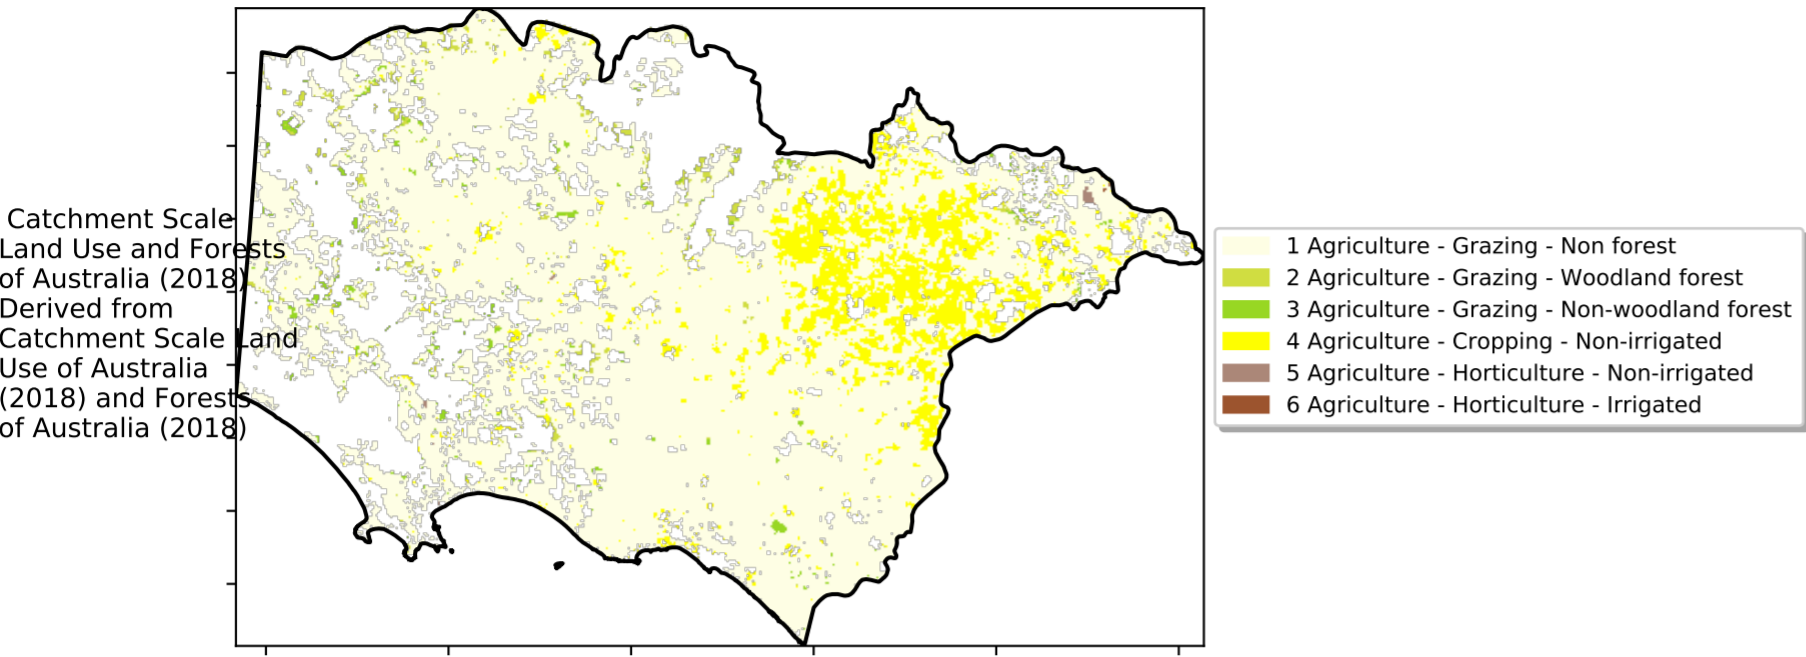 Catchment Scale
Land Use and Forests
of Australia (2018)
Derived from
Catchment Scale Land
Use of Australia
(2018) and Forests
of Australia (2018)
1 Agriculture - Grazing - Non forest
2 Agriculture - Grazing - Woodland forest
3 Agriculture - Grazing - Non-woodland forest
4 Agriculture - Cropping - Non-irrigated
5 Agriculture - Horticulture - Non-irrigated
6 Agriculture - Horticulture - Irrigated